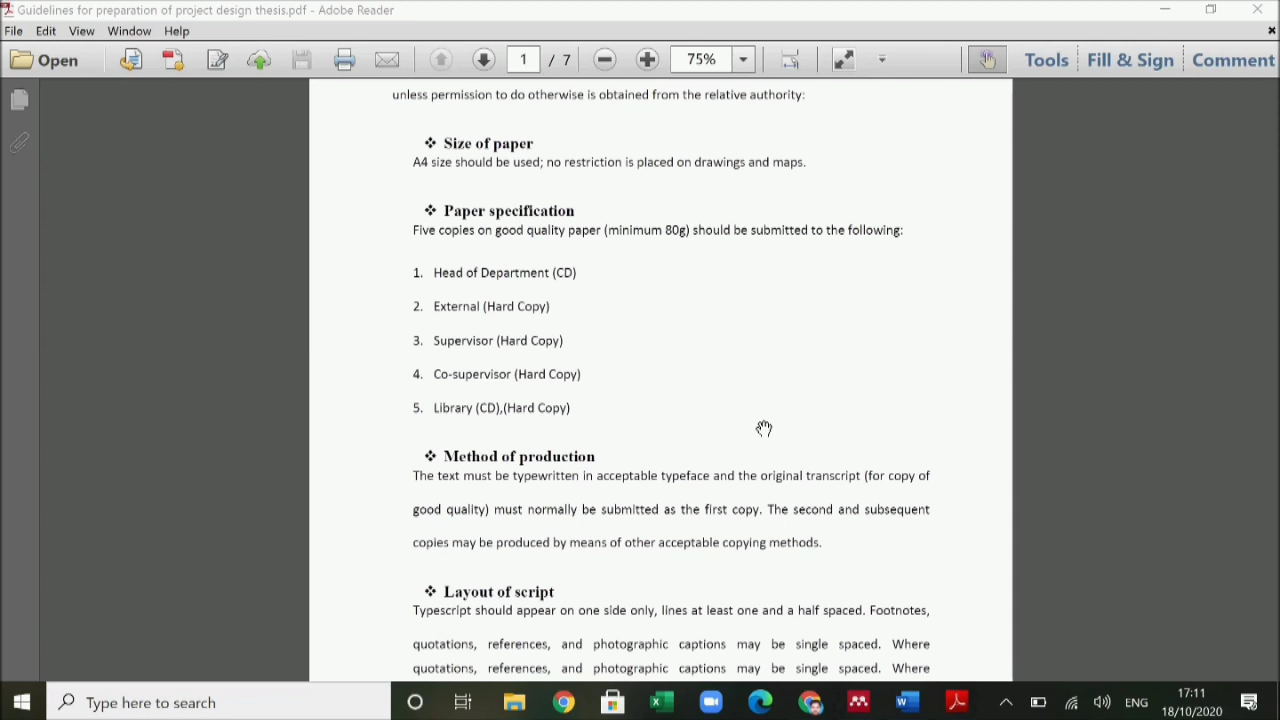 Guidelines for preparation of project design thesis.pdf - Adobe Reader
File Edit View Window Help
Open 1 / 7 75% Tools Fill & Sign Comment
unless permission to do otherwise is obtained from the relative authority:
❖ Size of paper
A4 size should be used; no restriction is placed on drawings and maps.
❖ Paper specification
Five copies on good quality paper (minimum 80g) should be submitted to the following:
1. Head of Department (CD)
2. External (Hard Copy)
3. Supervisor (Hard Copy)
4. Co-supervisor (Hard Copy)
5. Library (CD),(Hard Copy)
❖ Method of production
The text must be typewritten in acceptable typeface and the original transcript (for copy of
good quality) must normally be submitted as the first copy. The second and subsequent
copies may be produced by means of other acceptable copying methods.
❖ Layout of script
Typescript should appear on one side only, lines at least one and a half spaced. Footnotes,
quotations, references, and photographic captions may be single spaced. Where
quotations, references, and photographic captions may be single spaced. Where
Type here to search
ENG
17:11
18/10/2020